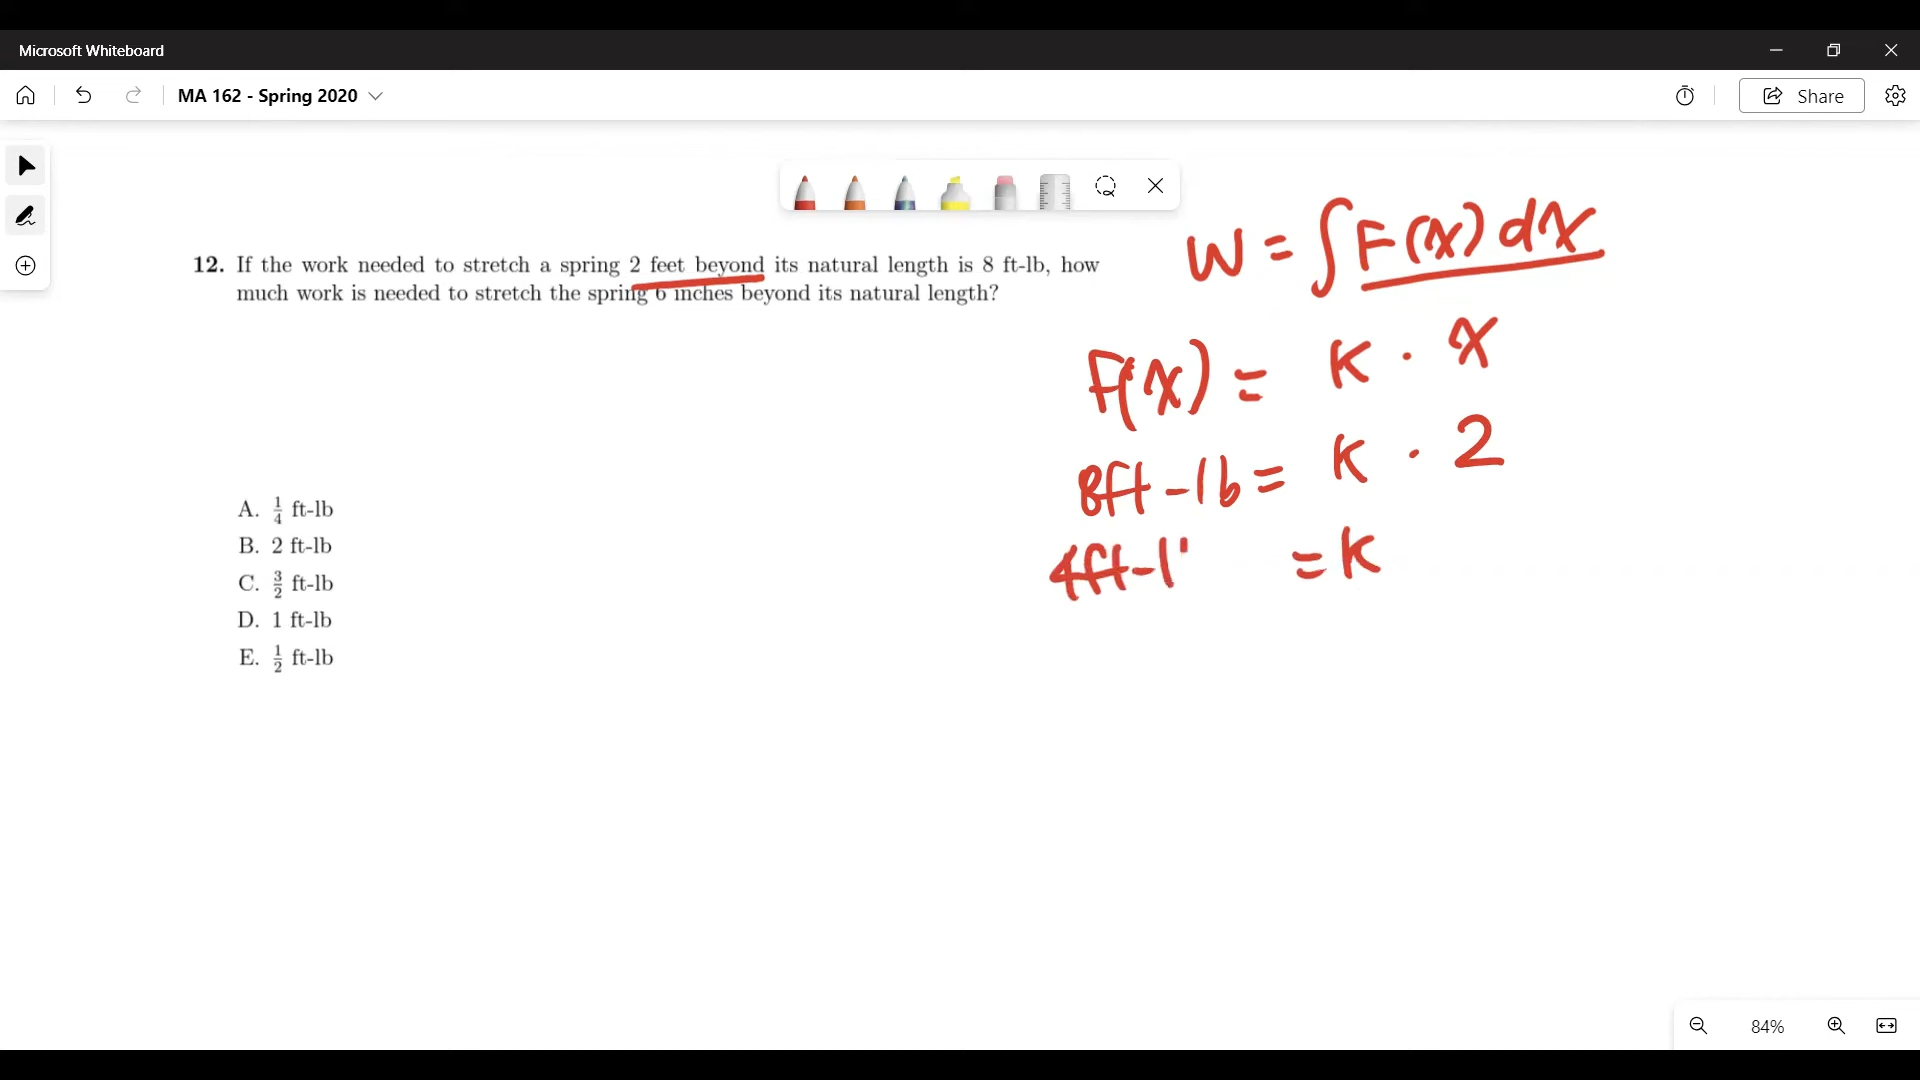 Microsoft Whiteboard
MA 162 - Spring 2020
Share
12. If the work needed to stretch a spring 2 feet beyond its natural length is 8 ft-lb, how
much work is needed to stretch the spring 6 inches beyond its natural length?
W = ∫F(x) dx
F(x) = K · x
8ft-lb = K · 2
4ft-l' = K
A. 1/4 ft-lb
B. 2 ft-lb
C. 3/2 ft-lb
D. 1 ft-lb
E. 1/2 ft-lb
84%